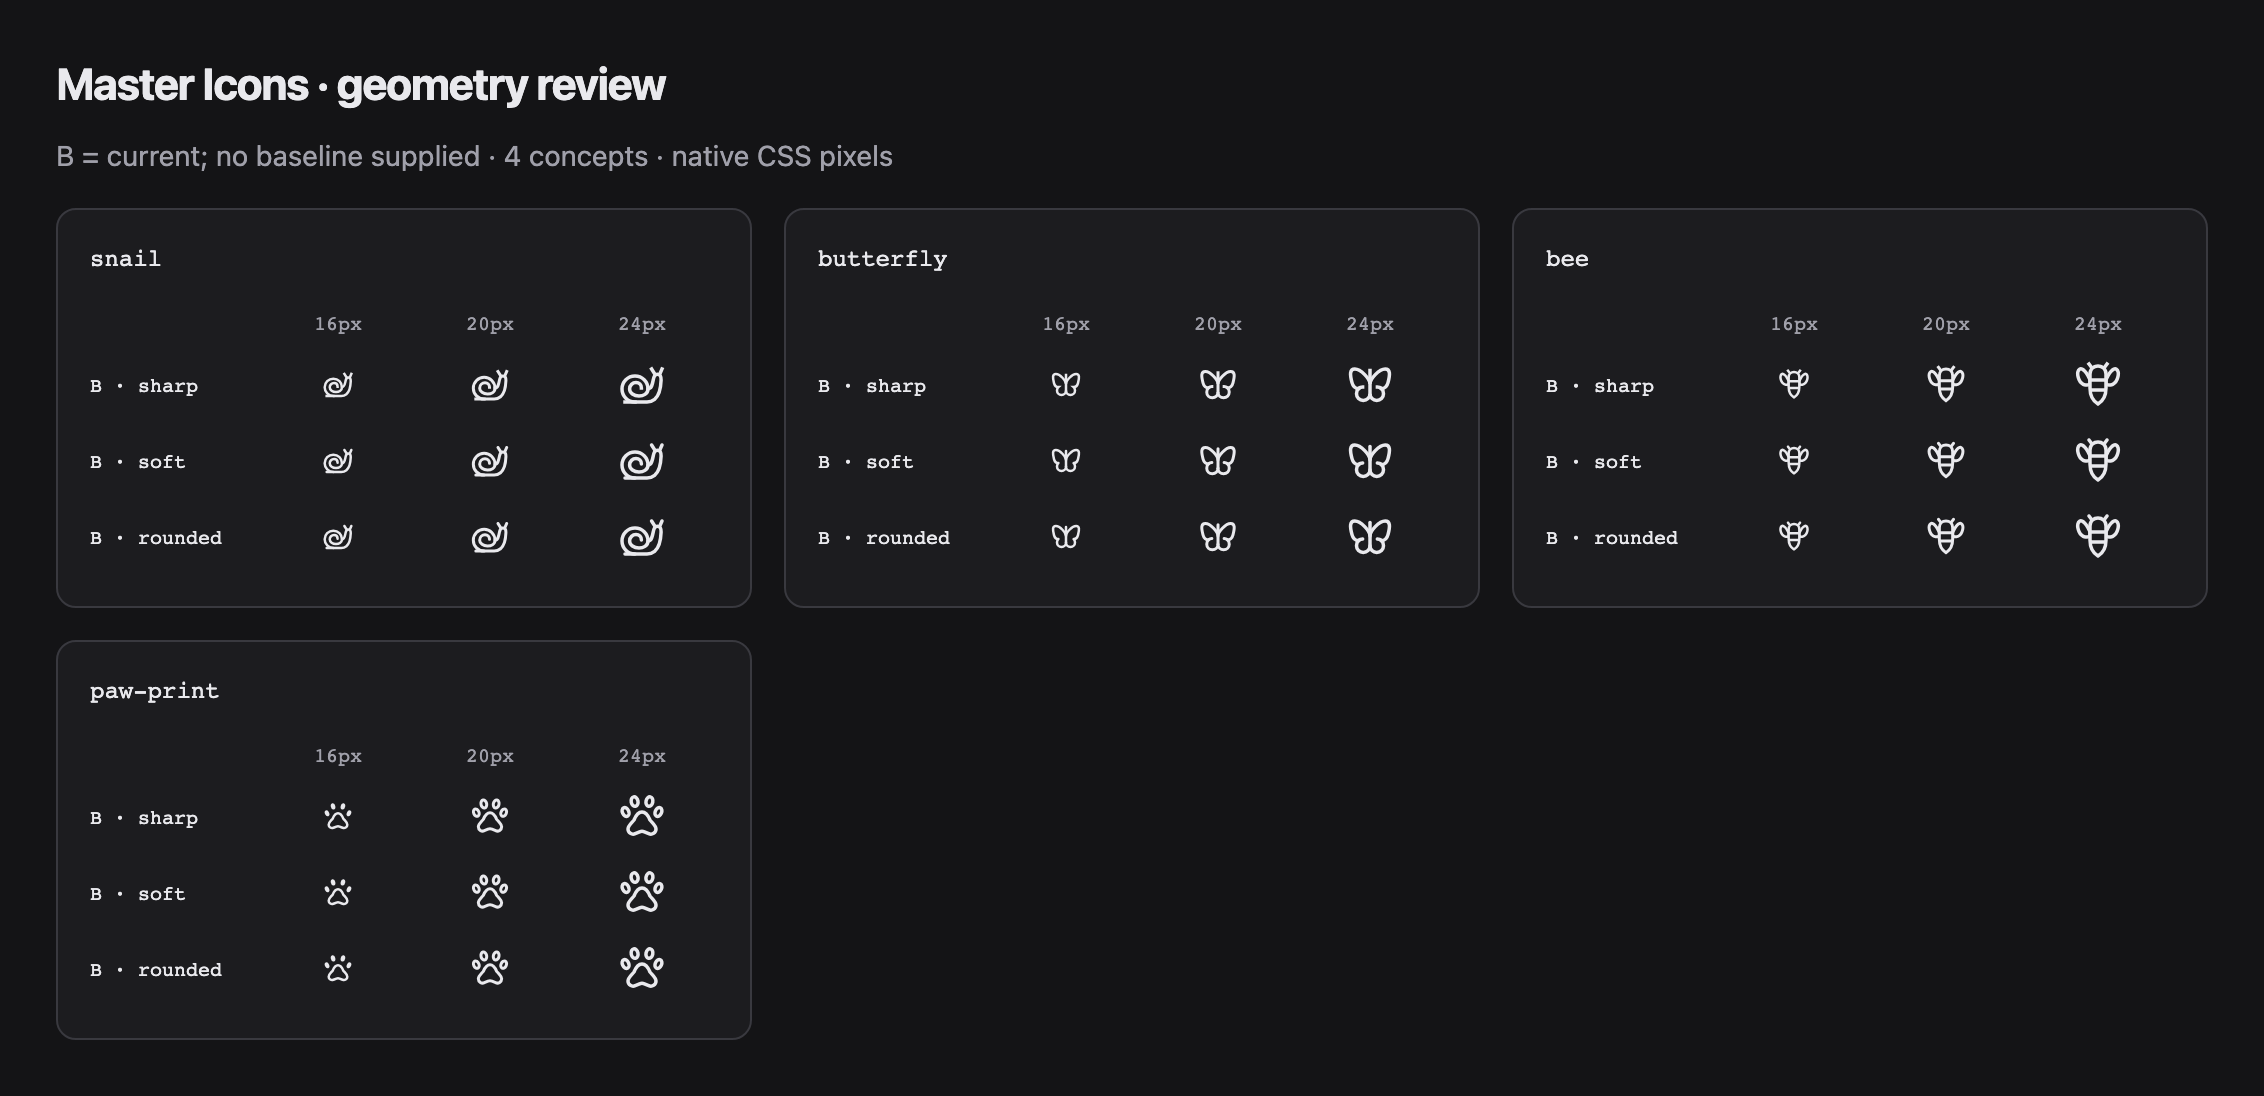 Master Icons · geometry review
B = current; no baseline supplied · 4 concepts · native CSS pixels
snail
16px 20px 24px
B · sharp
B · soft
B · rounded
butterfly
16px 20px 24px
B · sharp
B · soft
B · rounded
bee
16px 20px 24px
B · sharp
B · soft
B · rounded
paw-print
16px 20px 24px
B · sharp
B · soft
B · rounded